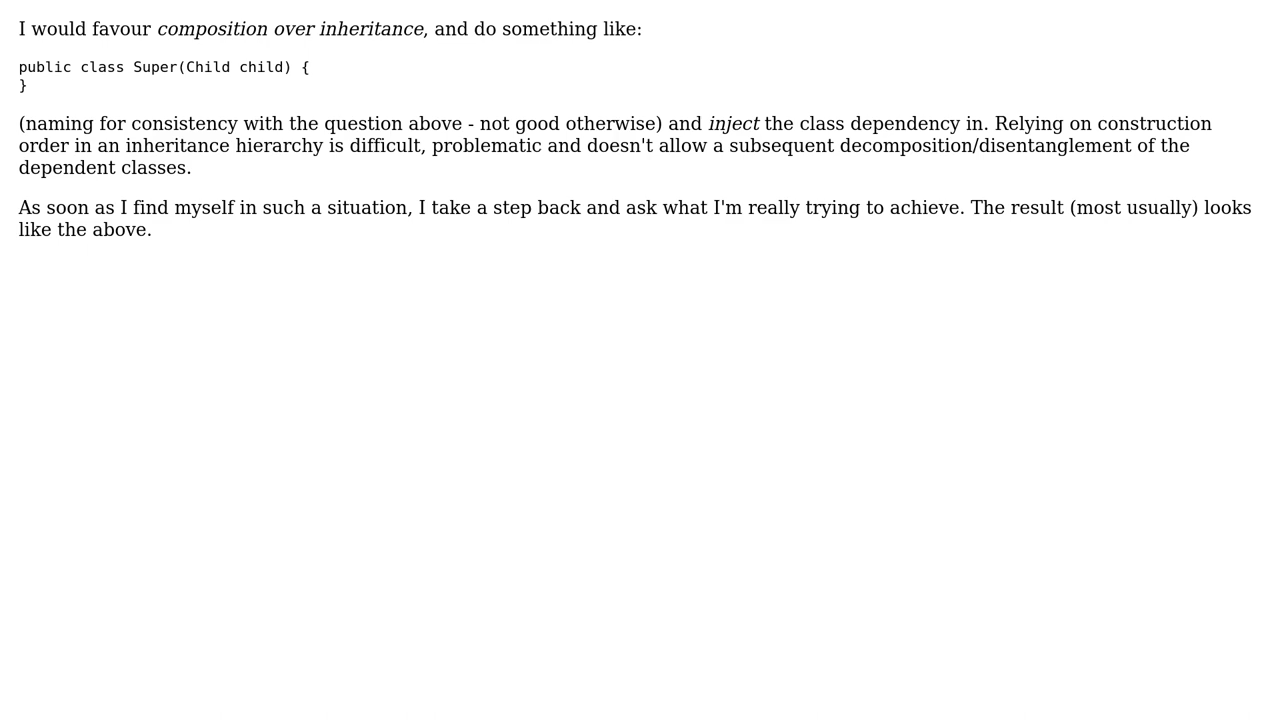 I would favour composition over inheritance, and do something like:
public class Super(Child child) {
}
(naming for consistency with the question above - not good otherwise) and inject the class dependency in. Relying on construction
order in an inheritance hierarchy is difficult, problematic and doesn't allow a subsequent decomposition/disentanglement of the
dependent classes.
As soon as I find myself in such a situation, I take a step back and ask what I'm really trying to achieve. The result (most usually) looks
like the above.